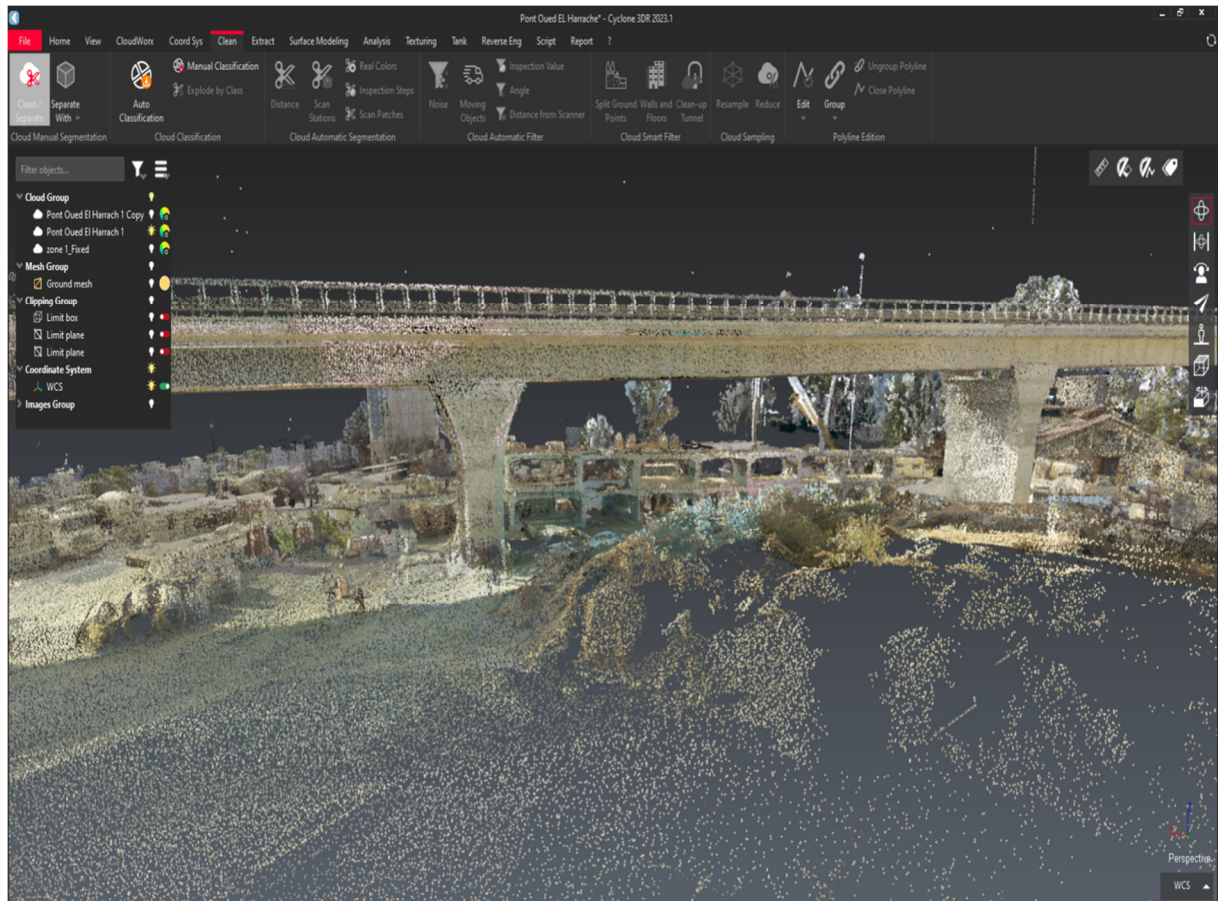 Pont Oued EL Harrache* - Cyclone 3DR 2023.1
File Home View CloudWorx Coord Sys Clean Extract Surface Modeling Analysis Texturing Tank Reverse Eng Script Report ?
Clean / Separate
Separate With
Cloud Manual Segmentation
Auto Classification
Manual Classification
Explode by Class
Cloud Classification
Distance
Scan Stations
Real Colors
Inspection Steps
Scan Patches
Cloud Automatic Segmentation
Noise
Moving Objects
Inspection Value
Angle
Distance from Scanner
Cloud Automatic Filter
Split Ground Points
Walls and Floors
Clean-up Tunnel
Cloud Smart Filter
Resample
Reduce
Cloud Sampling
Edit
Group
Ungroup Polyline
Close Polyline
Polyline Edition
Filter objects...
Cloud Group
Pont Oued El Harrach 1 Copy
Pont Oued El Harrach 1
zone 1_Fixed
Mesh Group
Ground mesh
Clipping Group
Limit box
Limit plane
Limit plane
Coordinate System
WCS
Images Group
Perspective
WCS